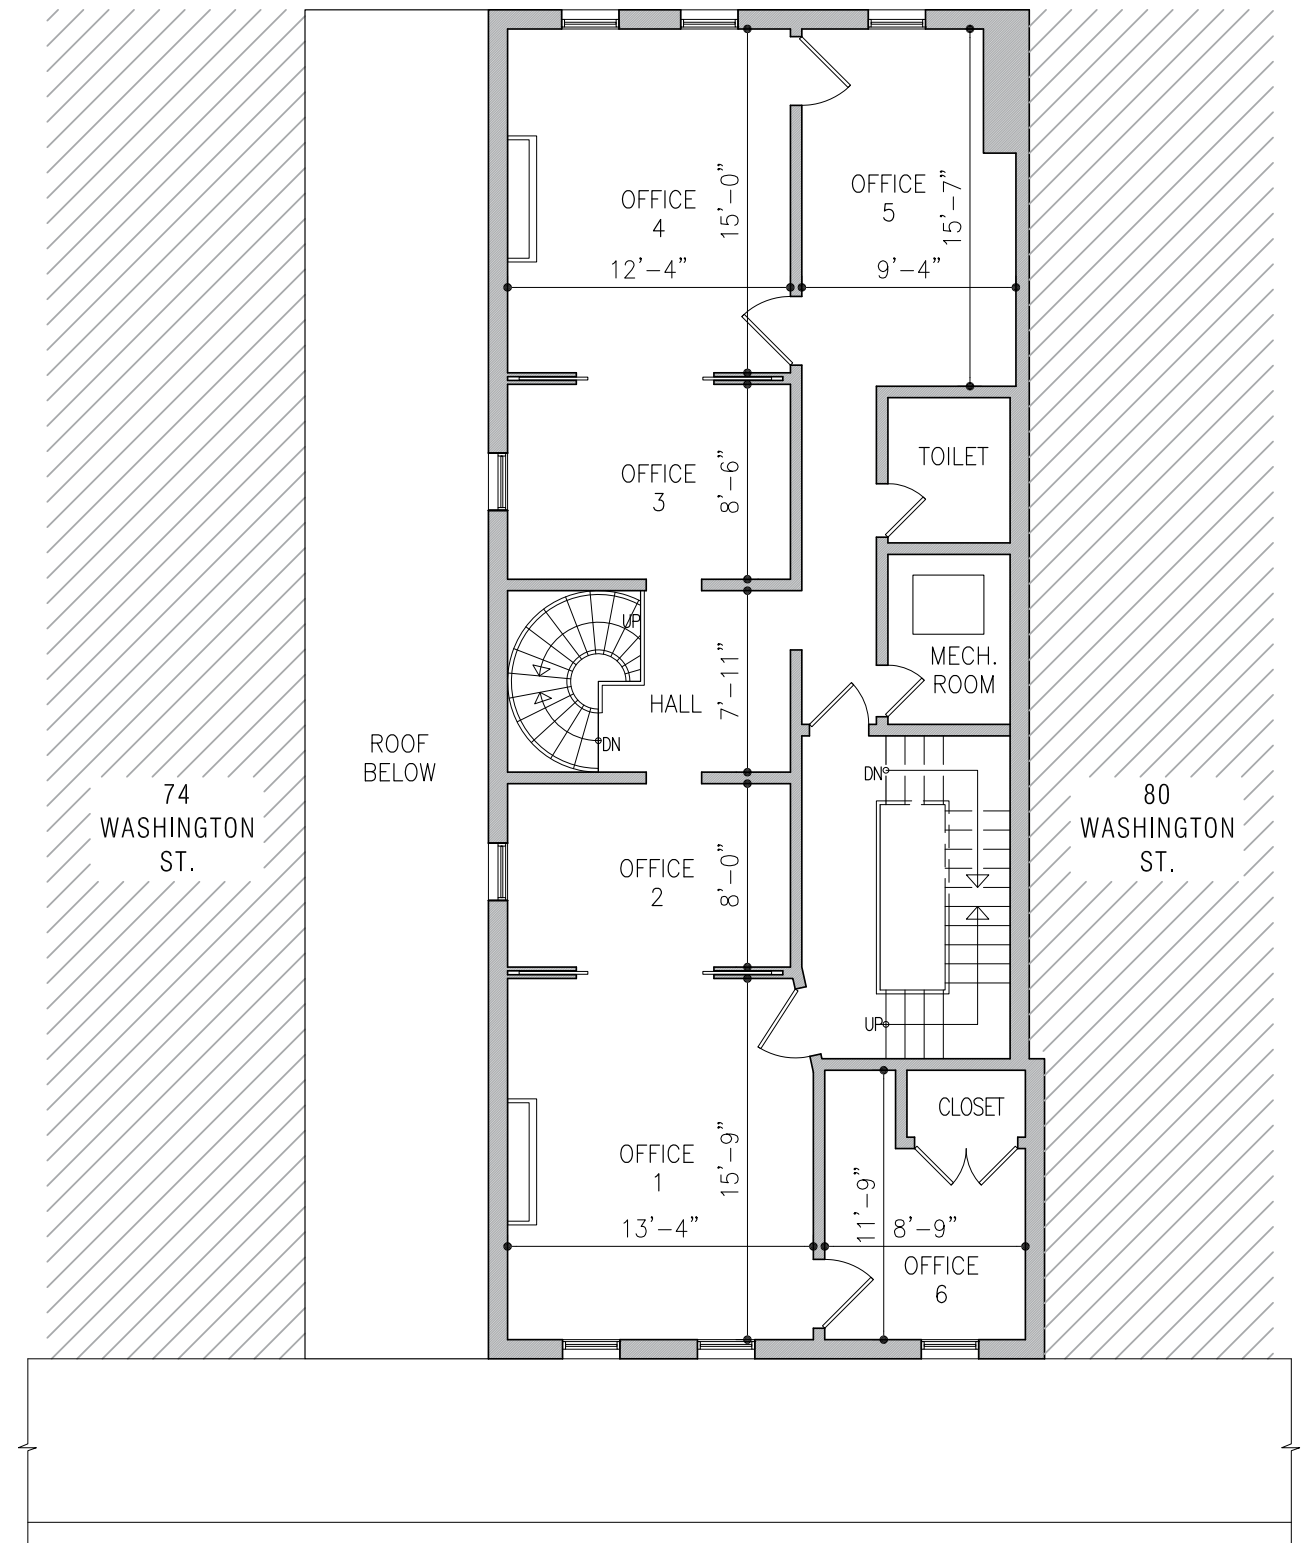 OFFICE
4
15'-0"
12'-4"
OFFICE
5
15'-7"
9'-4"
TOILET
OFFICE
3
8'-6"
UP
HALL
7'-11"
DN
MECH.
ROOM
ROOF
BELOW
74
WASHINGTON
ST.
DN
80
WASHINGTON
ST.
OFFICE
2
8'-0"
UP
CLOSET
OFFICE
1
15'-9"
13'-4"
11'-9"
8'-9"
OFFICE
6